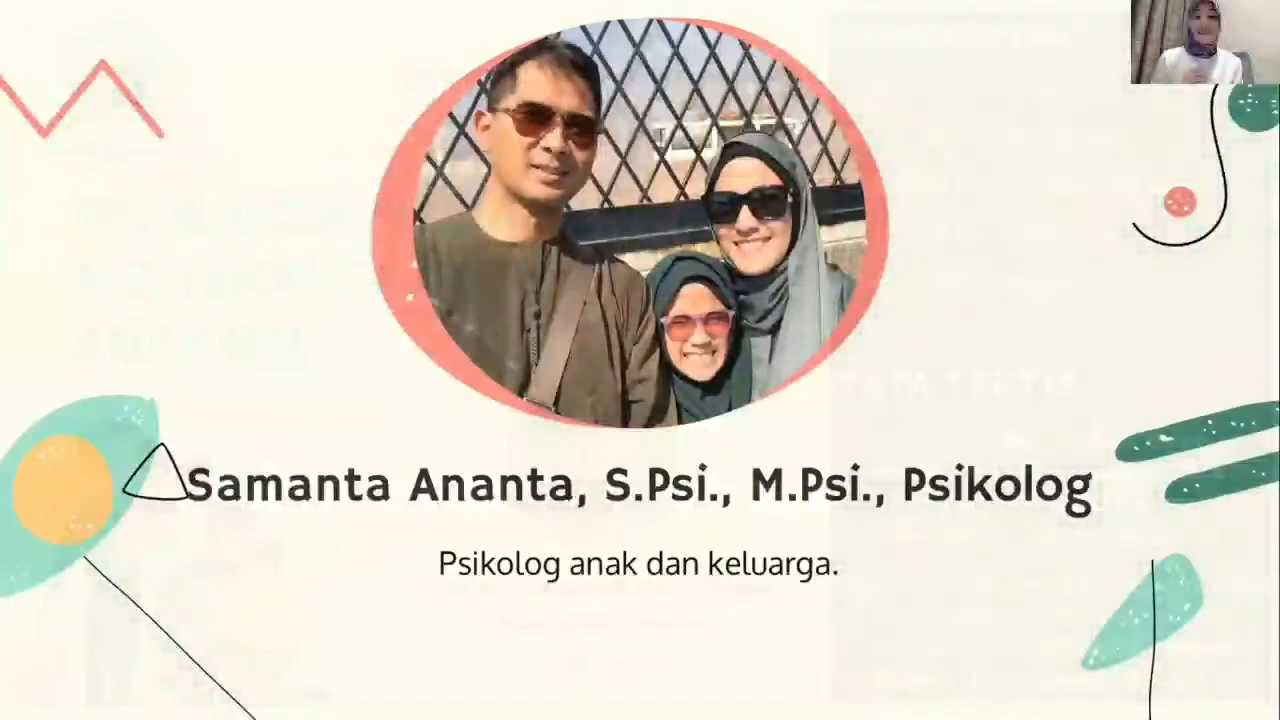 Samanta Ananta, S.Psi., M.Psi., Psikolog
Psikolog anak dan keluarga.